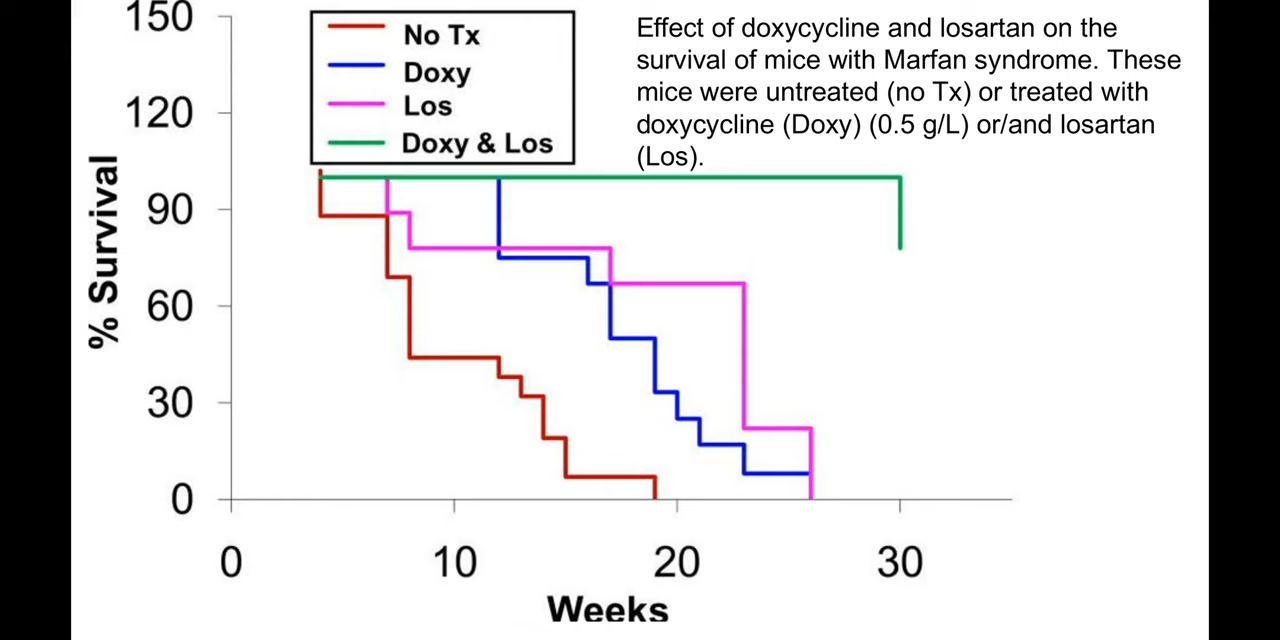 150
120
90
60
30
0
% Survival
No Tx
Doxy
Los
Doxy & Los
Effect of doxycycline and losartan on the
survival of mice with Marfan syndrome. These
mice were untreated (no Tx) or treated with
doxycycline (Doxy) (0.5 g/L) or/and losartan
(Los).
0 10 20 30
Weeks